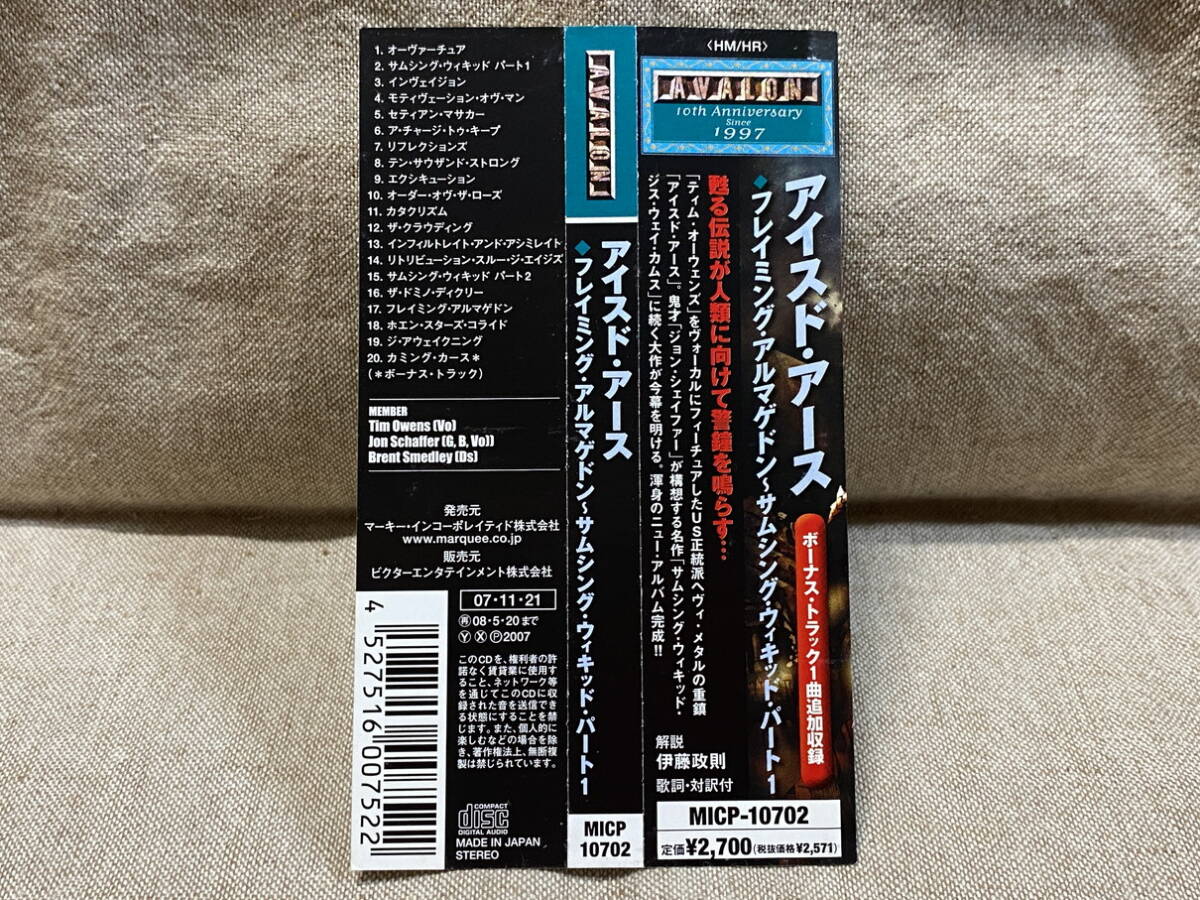 1. オーヴァーチュア
2. サムシング・ウィキッド パート1
3. インヴェイジョン
4. モティヴェーション・オヴ・マン
5. セティアン・マサカー
6. ア・チャージ・トゥ・キープ
7. リフレクションズ
8. テン・サウザンド・ストロング
9. エクシキューション
10. オーダー・オヴ・ザ・ローズ
11. カタクリズム
12. ザ・クラウディング
13. インフィルトレイト・アンド・アシミレイト
14. リトリビューション・スルー・ジ・エイジズ
15. サムシング・ウィキッド パート2
16. ザ・ドミノ・ディクリー
17. フレイミング・アルマゲドン
18. ホエン・スターズ・コライド
19. ジ・アウェイクニング
20. カミング・カース*
(*ボーナス・トラック)
MEMBER
Tim Owens (Vo)
Jon Schaffer (G, B, Vo))
Brent Smedley (Ds)
発売元
マーキー・インコーポレイティド株式会社
www.marquee.co.jp
販売元
ビクターエンタテインメント株式会社
4 527516 007522
07・11・21
㋞08・5・20まで
ⓎⓍⓅ2007
このCDを、権利者の許
諾なく賃貸業に使用す
ること、ネットワーク等
を通じてこのCDに収
録された音を送信でき
る状態にすることを禁
じます。また、個人的に
楽しむなどの場合を除
き、著作権法上、無断複
製は禁じられています。
COMPACT
disc
DIGITAL AUDIO
MADE IN JAPAN
STEREO
AVALON
アイスド・アース
◆フレイミング・アルマゲドン〜サムシング・ウィキッド・パート1
MICP
10702
〈HM/HR〉
AVALON
10th Anniversary
Since
1997
アイスド・アース
◆フレイミング・アルマゲドン〜サムシング・ウィキッド・パート1
ボーナス・トラック1曲追加収録
甦る伝説が人類に向けて警鐘を鳴らす…
「ティム・オーウェンズ」をヴォーカルにフィーチュアしたUS正統派ヘヴィ・メタルの重鎮
「アイスド・アース」。鬼才「ジョン・シェイファー」が構想する名作「サムシング・ウィキッド・
ジス・ウェイ・カムス」に続く大作が今幕を明ける。渾身のニュー・アルバム完成!!
解説
伊藤政則
歌詞・対訳付
MICP-10702
定価¥2,700(税抜価格¥2,571)